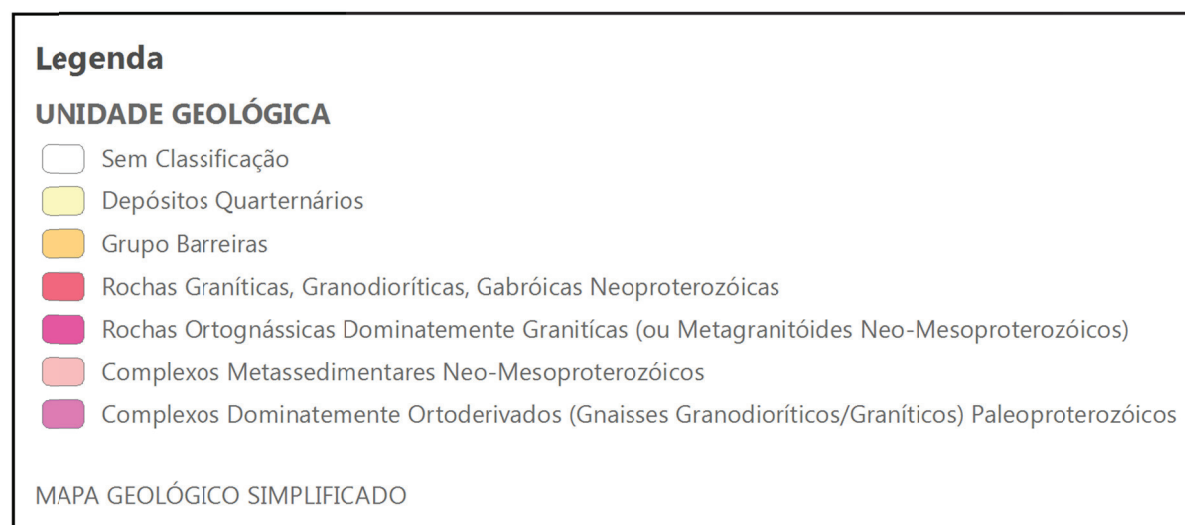 Legenda
UNIDADE GEOLÓGICA
Sem Classificação
Depósitos Quarternários
Grupo Barreiras
Rochas Graníticas, Granodioríticas, Gabróicas Neoproterozóicas
Rochas Ortognássicas Dominatemente Granitícas (ou Metagranitóides Neo-Mesoproterozóicos)
Complexos Metassedimentares Neo-Mesoproterozóicos
Complexos Dominatemente Ortoderivados (Gnaisses Granodioríticos/Graníticos) Paleoproterozóicos
MAPA GEOLÓGICO SIMPLIFICADO